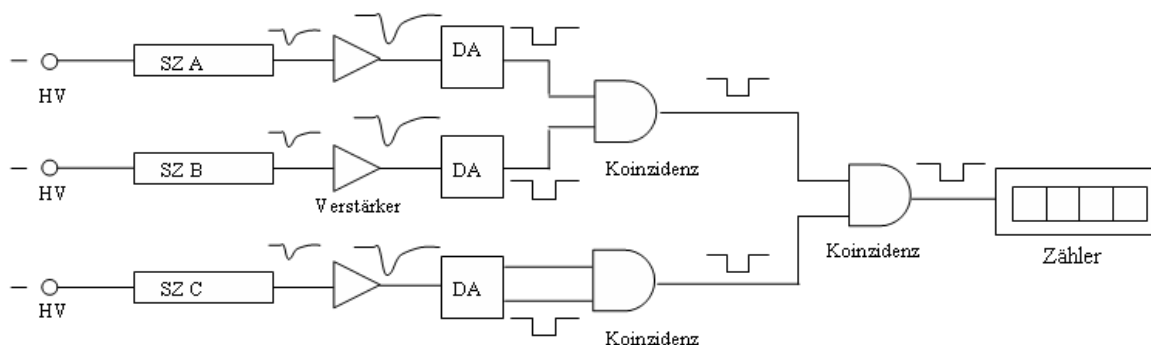 HV
SZ A
DA
HV
SZ B
Verstärker
DA
Koinzidenz
HV
SZ C
DA
Koinzidenz
Koinzidenz
Zähler